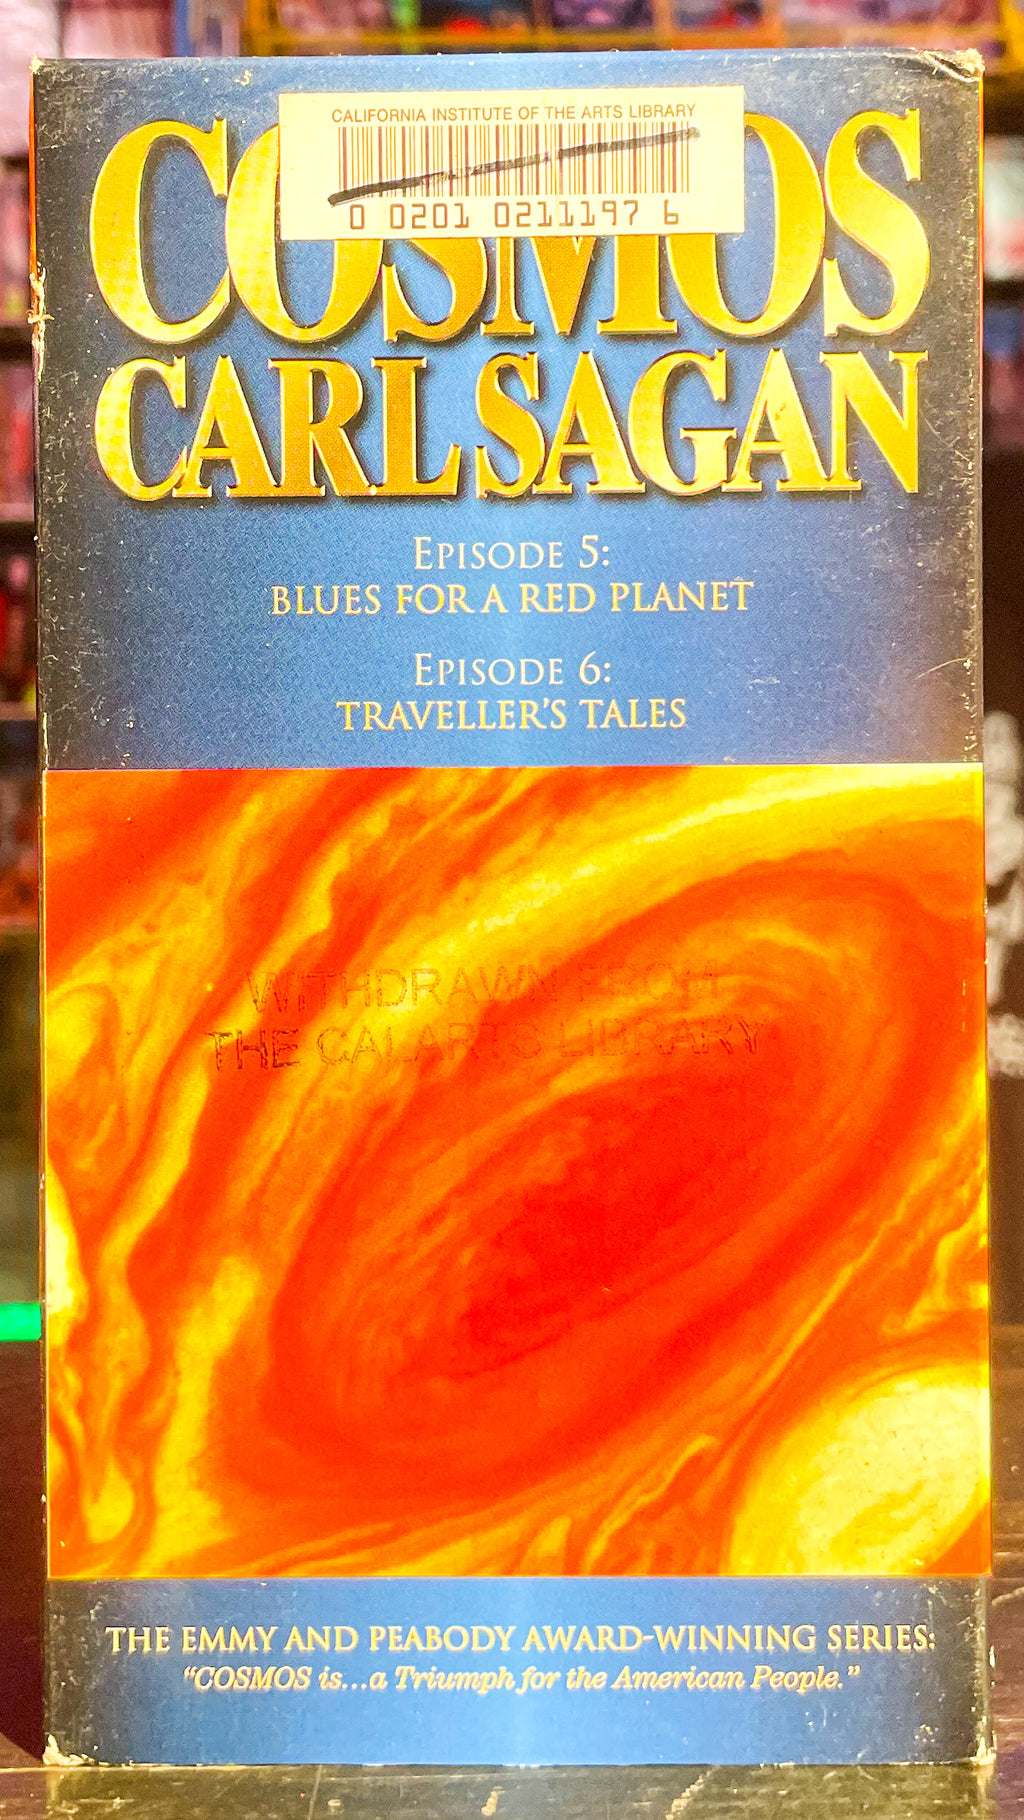 CALIFORNIA INSTITUTE OF THE ARTS LIBRARY
0 0201 0211197 6
COSMOS
CARL SAGAN
EPISODE 5:
BLUES FOR A RED PLANET
EPISODE 6:
TRAVELLER'S TALES
WITHDRAWN FROM
THE CALARTS LIBRARY
THE EMMY AND PEABODY AWARD-WINNING SERIES:
"COSMOS is...a Triumph for the American People."